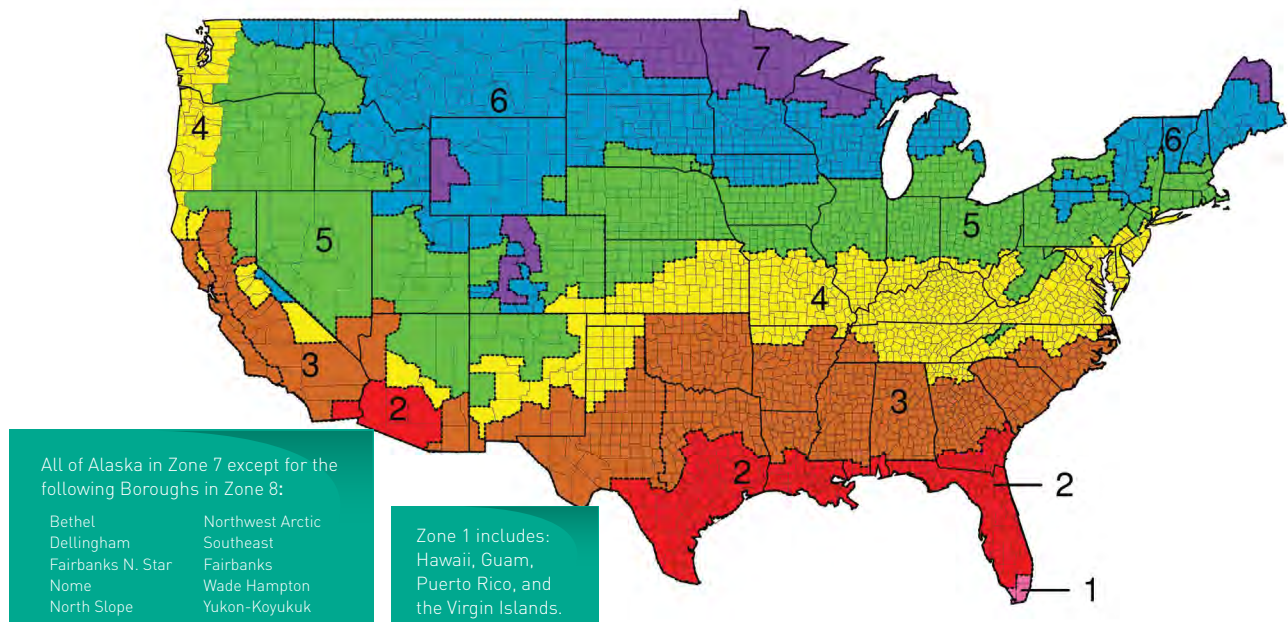 7
6
4
6
5
5
4
3
3
2
2
2
1
All of Alaska in Zone 7 except for the
following Boroughs in Zone 8:
Bethel
Dellingham
Fairbanks N. Star
Nome
North Slope
Northwest Arctic
Southeast
Fairbanks
Wade Hampton
Yukon-Koyukuk
Zone 1 includes:
Hawaii, Guam,
Puerto Rico, and
the Virgin Islands.